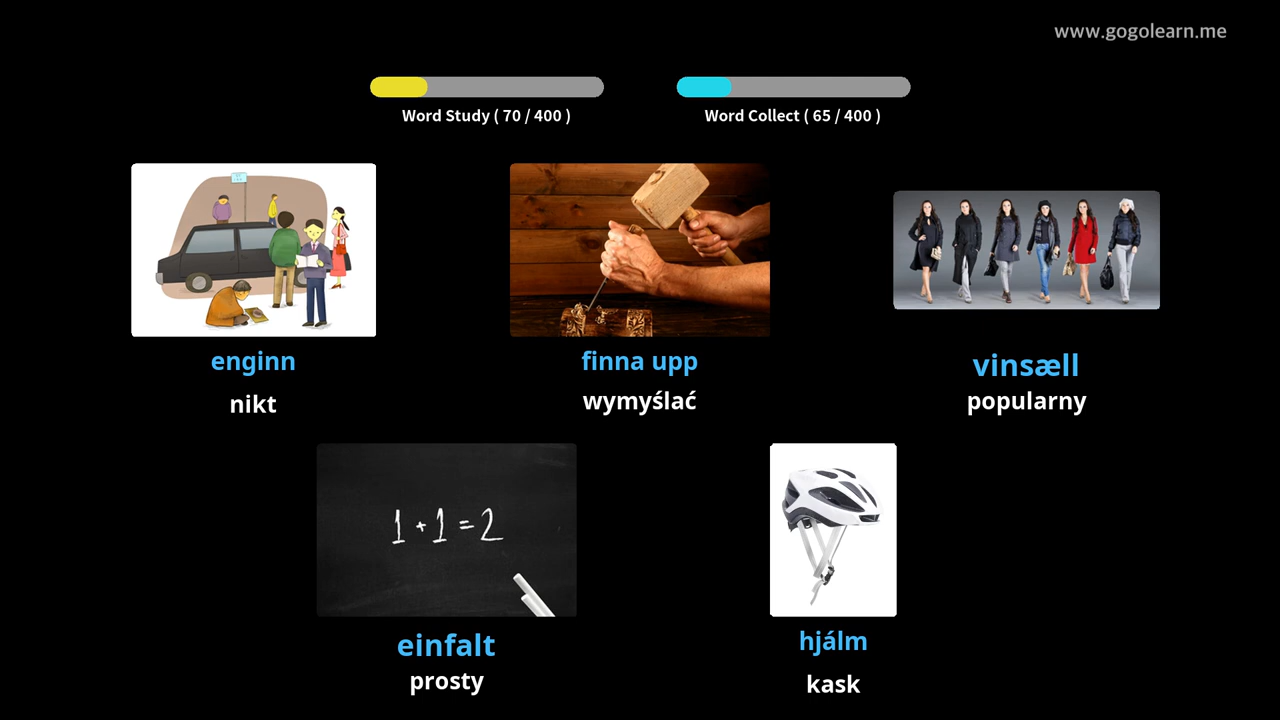 www.gogolearn.me
Word Study ( 70 / 400 )
Word Collect ( 65 / 400 )
enginn
nikt
finna upp
wymyślać
vinsæll
popularny
1 + 1 = 2
einfalt
prosty
hjálm
kask